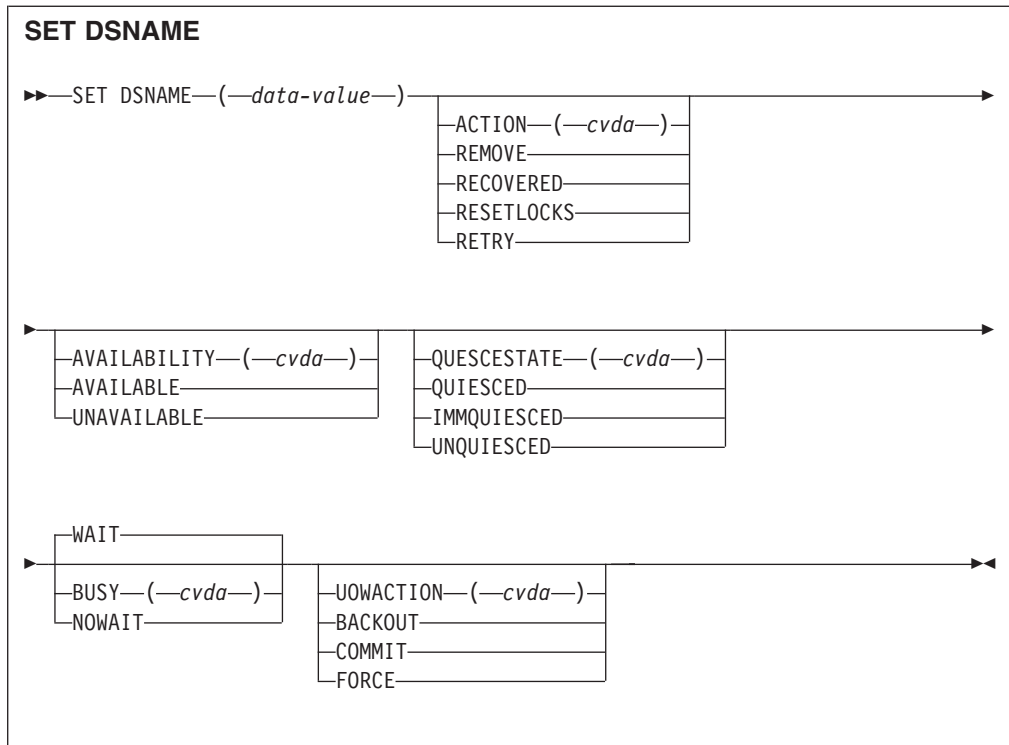 SET DSNAME
SET DSNAME ( data-value )
ACTION ( cvda )
REMOVE
RECOVERED
RESETLOCKS
RETRY
AVAILABILITY ( cvda )
AVAILABLE
UNAVAILABLE
QUESCESTATE ( cvda )
QUIESCED
IMMQUIESCED
UNQUIESCED
WAIT
BUSY ( cvda )
NOWAIT
UOWACTION ( cvda )
BACKOUT
COMMIT
FORCE